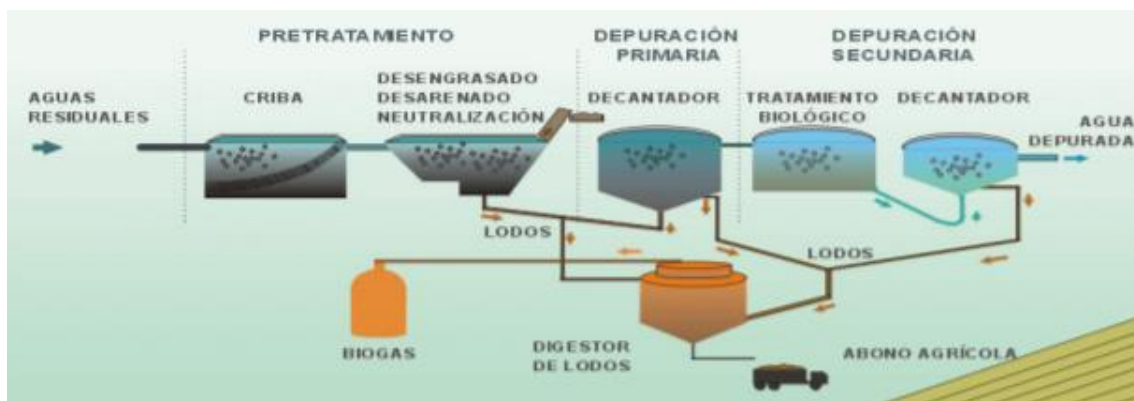 PRETRATAMIENTO
DEPURACIÓN
PRIMARIA
DEPURACIÓN
SECUNDARIA
AGUAS
RESIDUALES
CRIBA
DESENGRASADO
DESARENADO
NEUTRALIZACIÓN
DECANTADOR
TRATAMIENTO
BIOLÓGICO
DECANTADOR
AGUA
DEPURADA
LODOS
LODOS
BIOGAS
DIGESTOR
DE LODOS
ABONO AGRÍCOLA